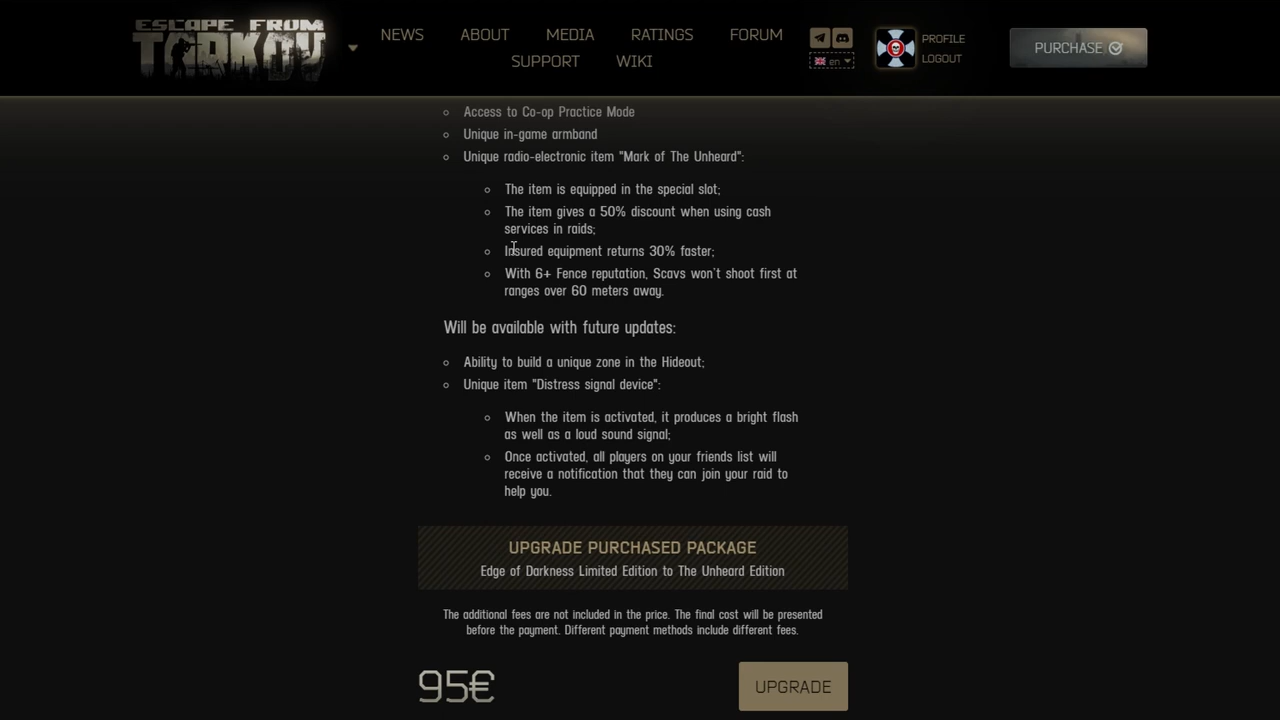 ESCAPE FROM
TARKOV
NEWS ABOUT MEDIA RATINGS FORUM
SUPPORT WIKI
en
PROFILE
LOGOUT
PURCHASE
Access to Co-op Practice Mode
Unique in-game armband
Unique radio-electronic item "Mark of The Unheard":
The item is equipped in the special slot;
The item gives a 50% discount when using cash
services in raids;
Insured equipment returns 30% faster;
With 6+ Fence reputation, Scavs won't shoot first at
ranges over 60 meters away.
Will be available with future updates:
Ability to build a unique zone in the Hideout;
Unique item "Distress signal device":
When the item is activated, it produces a bright flash
as well as a loud sound signal;
Once activated, all players on your friends list will
receive a notification that they can join your raid to
help you.
UPGRADE PURCHASED PACKAGE
Edge of Darkness Limited Edition to The Unheard Edition
The additional fees are not included in the price. The final cost will be presented
before the payment. Different payment methods include different fees.
95€
UPGRADE